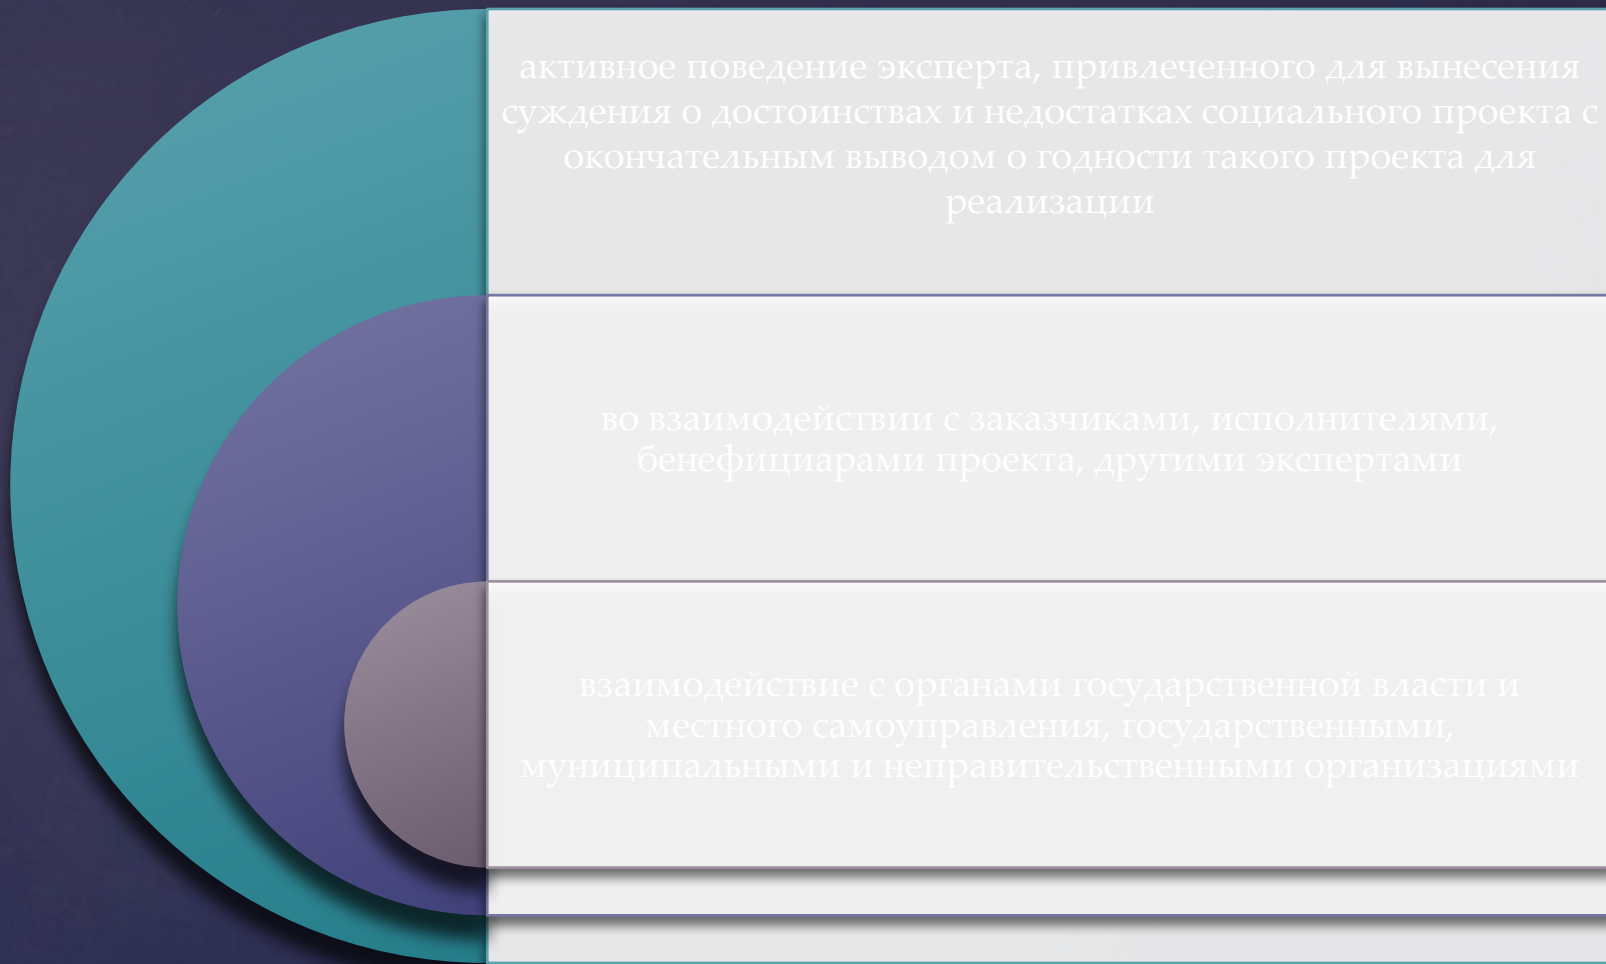 активное поведение эксперта, привлеченного для вынесения
суждения о достоинствах и недостатках социального проекта с
окончательным выводом о годности такого проекта для
реализации
во взаимодействии с заказчиками, исполнителями,
бенефициарами проекта, другими экспертами
взаимодействие с органами государственной власти и
местного самоуправления, государственными,
муниципальными и неправительственными организациями